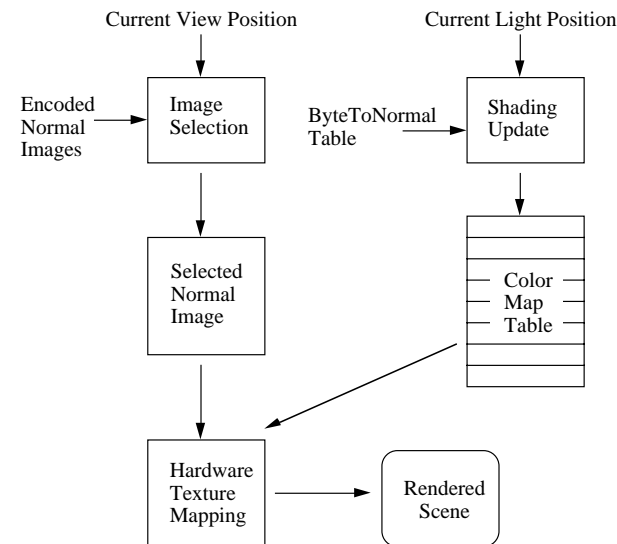 Current View Position
Current Light Position
Encoded
Normal
Images
Image
Selection
ByteToNormal
Table
Shading
Update
Selected
Normal
Image
Color
Map
Table
Hardware
Texture
Mapping
Rendered
Scene